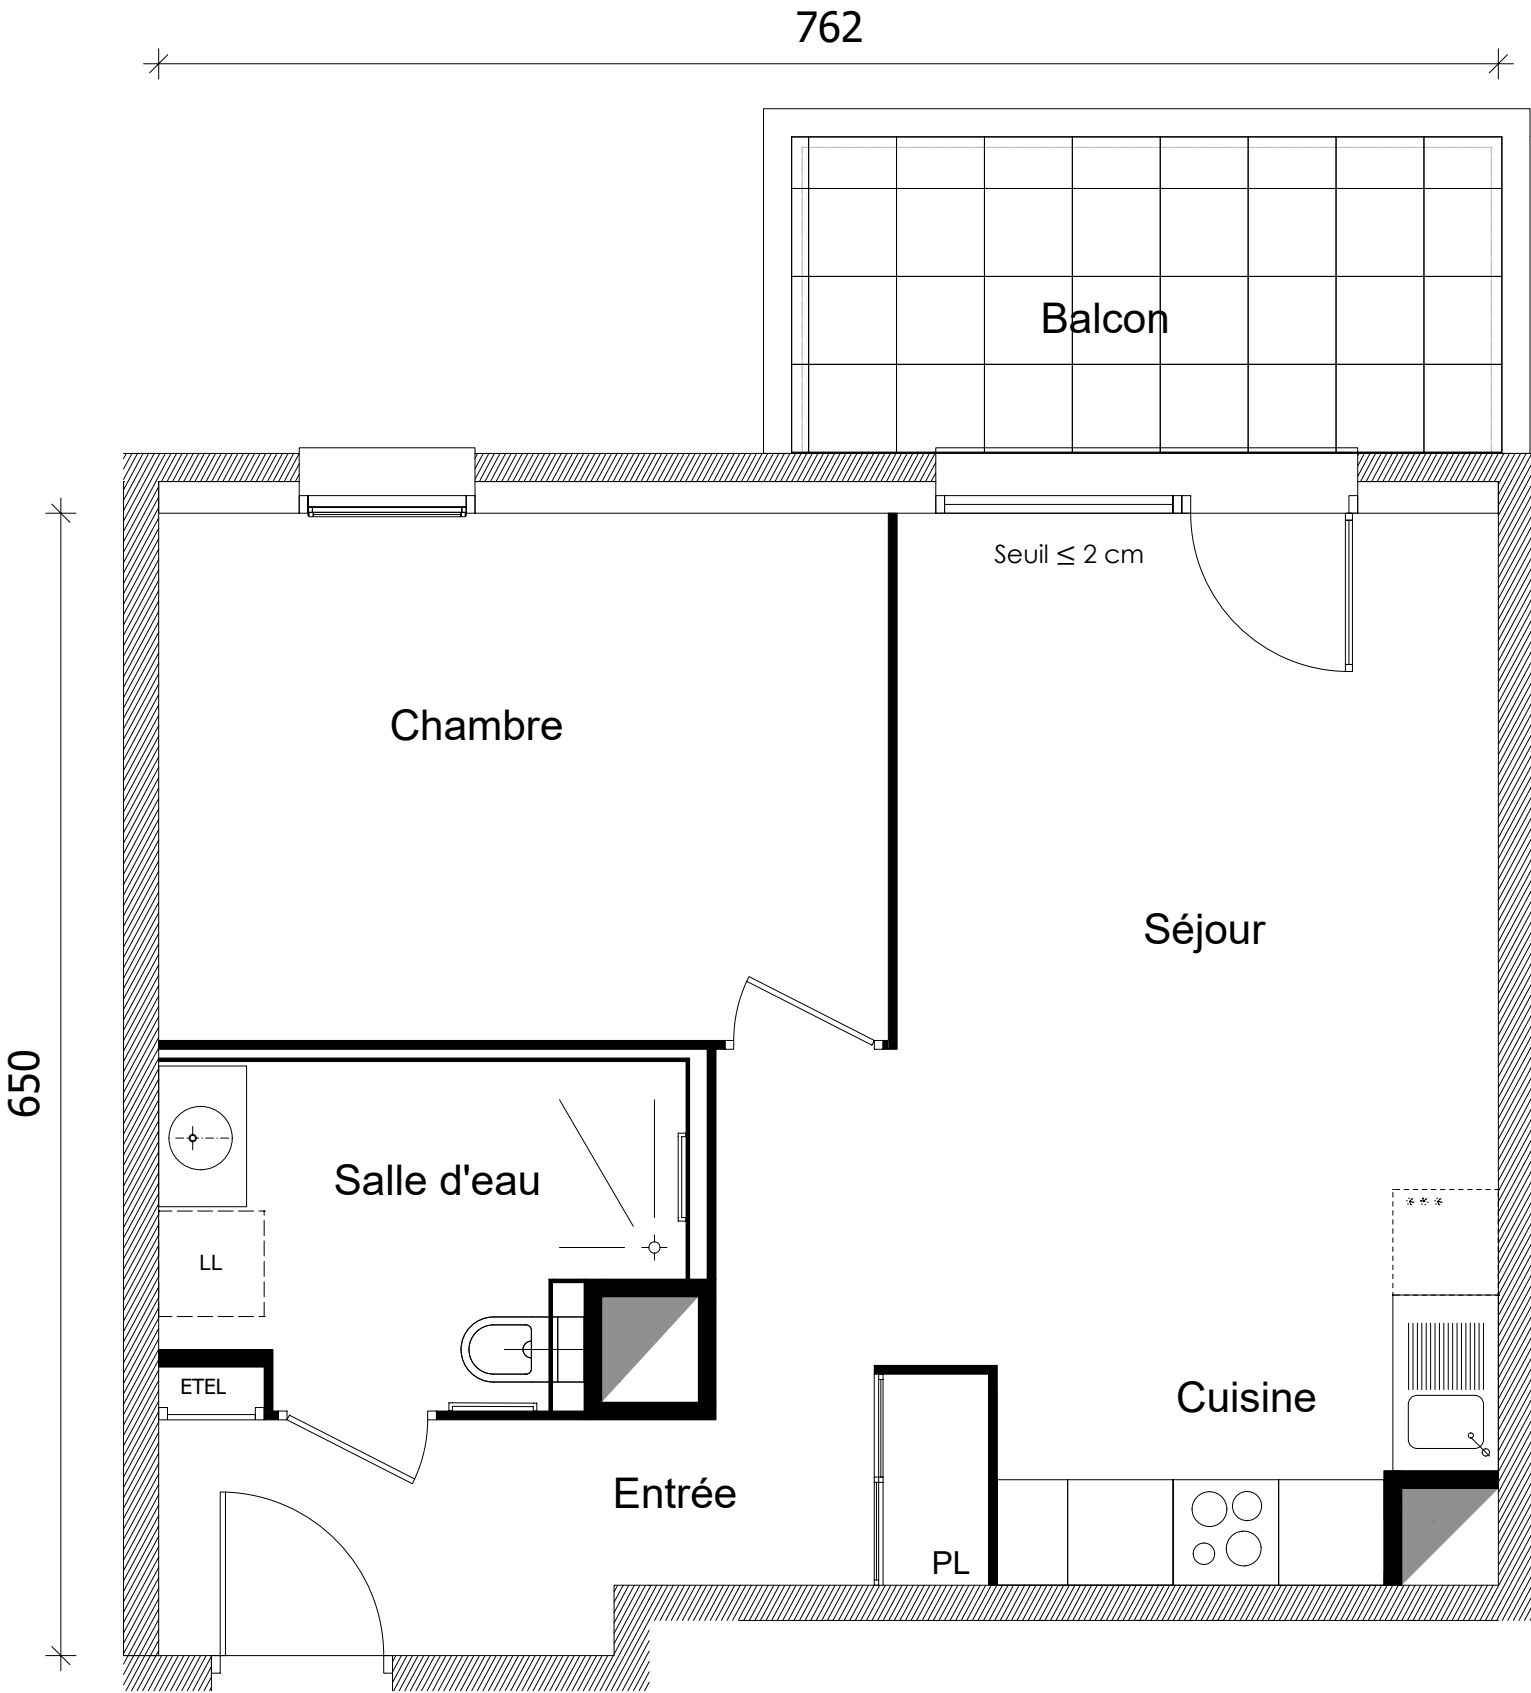 762
Balcon
Seuil ≤ 2 cm
Chambre
Séjour
650
Salle d'eau
LL
ETEL
Cuisine
Entrée
PL